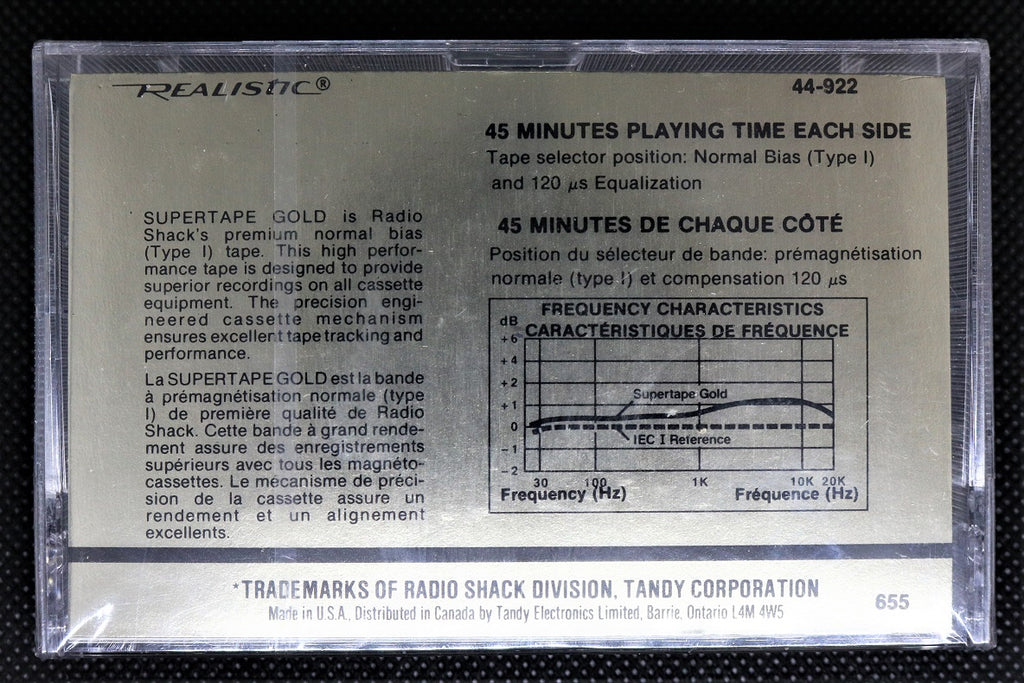 REALISTIC®
44-922
45 MINUTES PLAYING TIME EACH SIDE
Tape selector position: Normal Bias (Type I)
and 120 µs Equalization
45 MINUTES DE CHAQUE CÔTÉ
Position du sélecteur de bande: prémagnétisation
normale (type I) et compensation 120 µs
SUPERTAPE GOLD is Radio
Shack's premium normal bias
(Type I) tape. This high perfor-
mance tape is designed to provide
superior recordings on all cassette
equipment. The precision engi-
neered cassette mechanism
ensures excellent tape tracking and
performance.
La SUPERTAPE GOLD est la bande
à prémagnétisation normale (type
I) de première qualité de Radio
Shack. Cette bande à grand rende-
ment assure des enregistrements
supérieurs avec tous les magnéto-
cassettes. Le mécanisme de préci-
sion de la cassette assure un
rendement et un alignement
excellents.
FREQUENCY CHARACTERISTICS
dB
CARACTÉRISTIQUES DE FRÉQUENCE
+6
+4
+2
+1
0
-1
-2
Supertape Gold
IEC I Reference
30 100 1K 10K 20K
Frequency (Hz) Fréquence (Hz)
*TRADEMARKS OF RADIO SHACK DIVISION, TANDY CORPORATION
Made in U.S.A. Distributed in Canada by Tandy Electronics Limited, Barrie, Ontario L4M 4W5
655